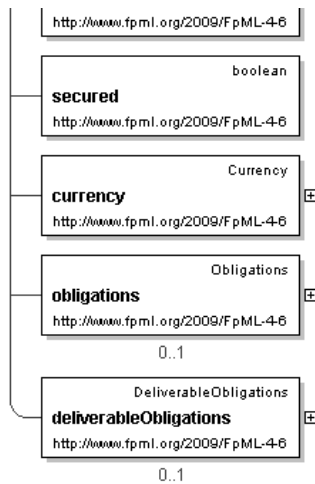 http://www.fpml.org/2009/FpML-4-6
boolean
secured
http://www.fpml.org/2009/FpML-4-6
Currency
currency
http://www.fpml.org/2009/FpML-4-6
Obligations
obligations
http://www.fpml.org/2009/FpML-4-6
0..1
DeliverableObligations
deliverableObligations
http://www.fpml.org/2009/FpML-4-6
0..1